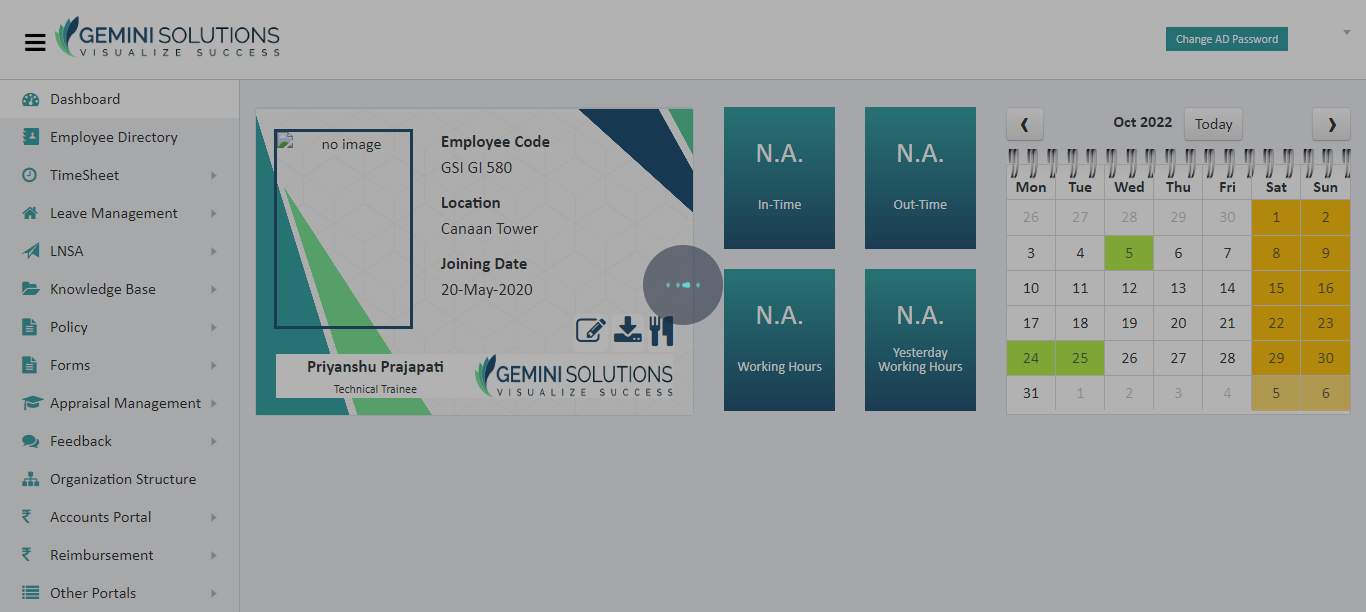 GEMINI SOLUTIONS
VISUALIZE SUCCESS
Change AD Password
Dashboard
Employee Directory
TimeSheet
Leave Management
LNSA
Knowledge Base
Policy
Forms
Appraisal Management
Feedback
Organization Structure
Accounts Portal
Reimbursement
Other Portals
no image
Employee Code
GSI GI 580
Location
Canaan Tower
Joining Date
20-May-2020
Priyanshu Prajapati
Technical Trainee
GEMINI SOLUTIONS
VISUALIZE SUCCESS
N.A.
In-Time
N.A.
Out-Time
N.A.
Working Hours
N.A.
Yesterday
Working Hours
❮ Oct 2022 Today ❯
Mon Tue Wed Thu Fri Sat Sun
26 27 28 29 30 1 2
3 4 5 6 7 8 9
10 11 12 13 14 15 16
17 18 19 20 21 22 23
24 25 26 27 28 29 30
31 1 2 3 4 5 6